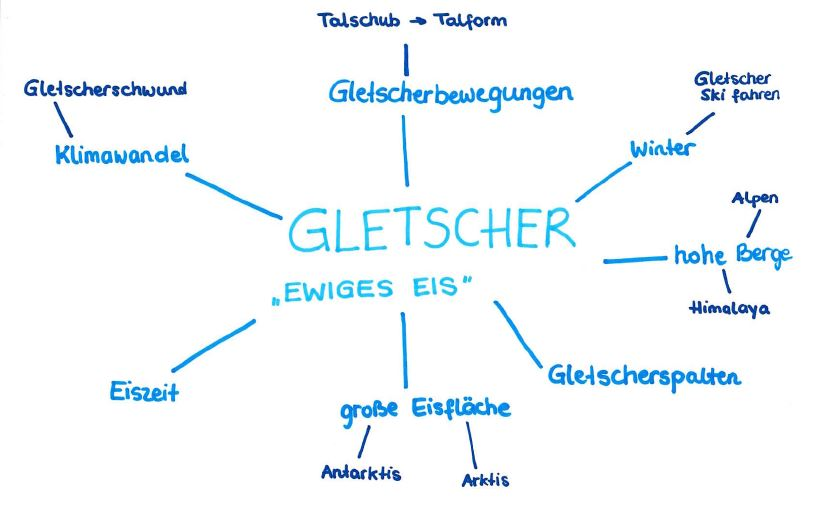 Talschub → Talform
Gletscherbewegungen
Gletscherschwund
Klimawandel
Gletscher
Ski fahren
Winter
Alpen
hohe Berge
Himalaya
GLETSCHER
„EWIGES EIS"
Eiszeit
große Eisfläche
Antarktis
Arktis
Gletscherspalten